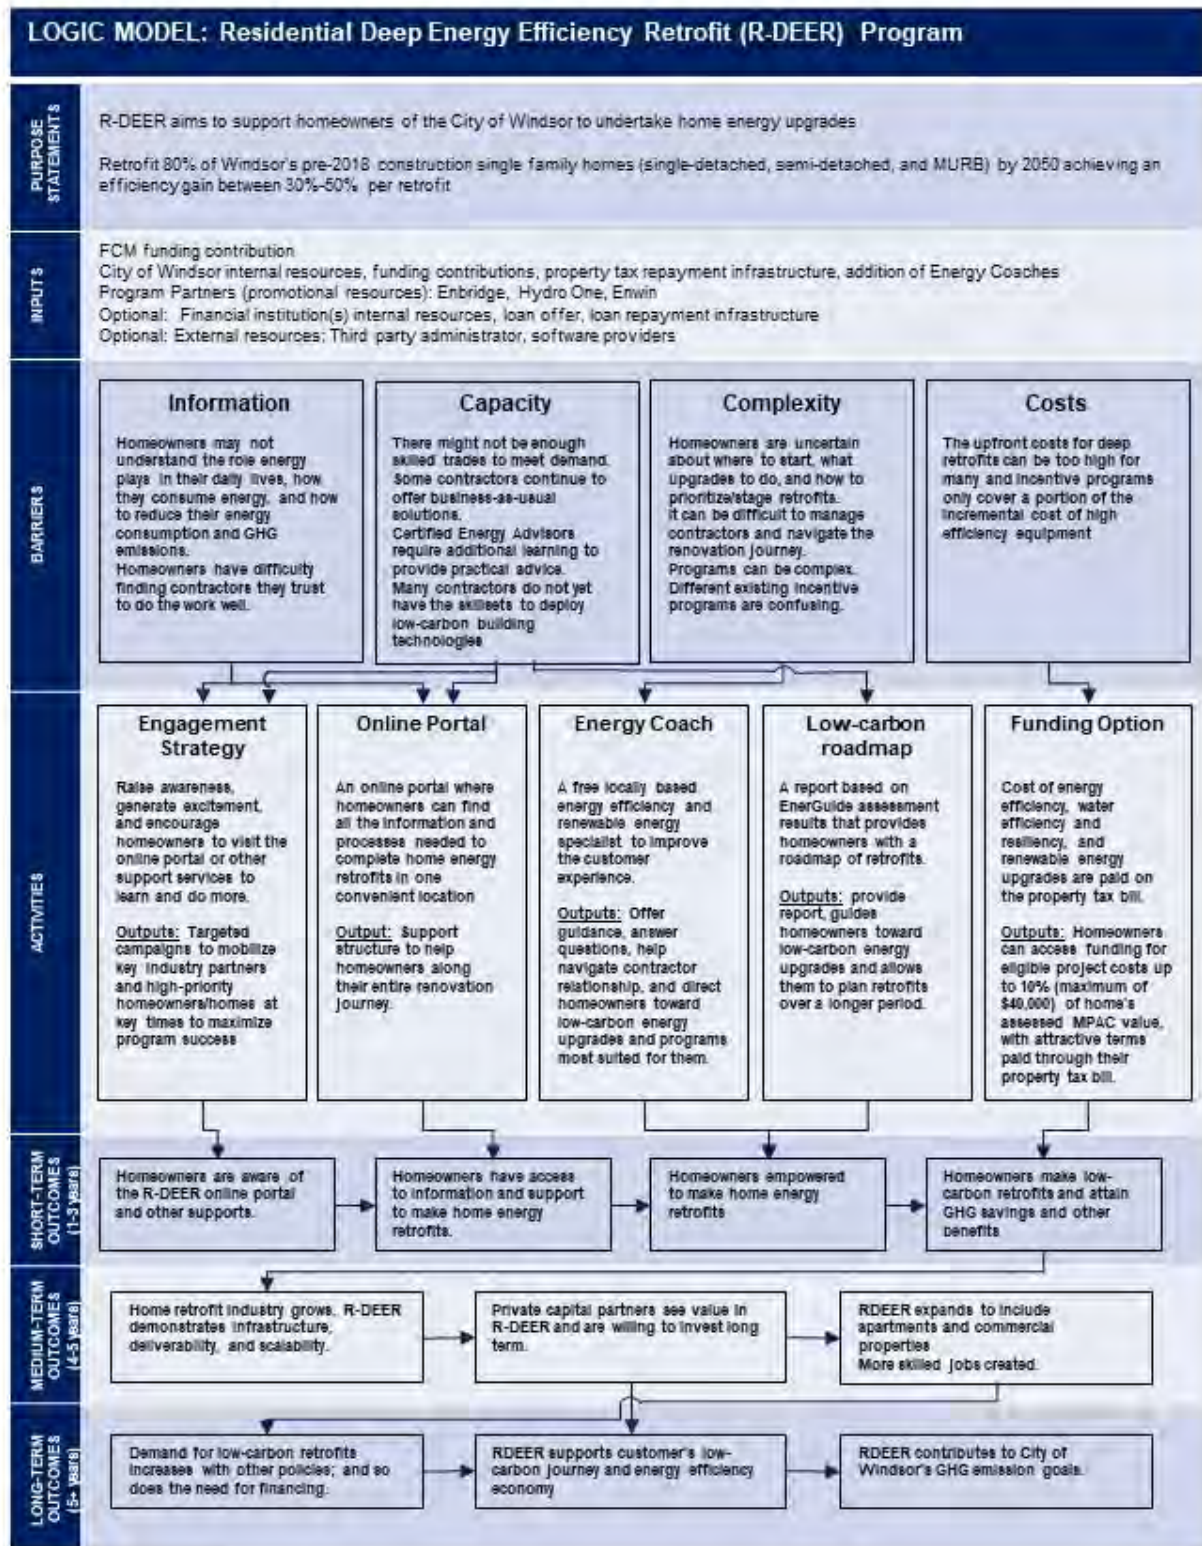 LOGIC MODEL: Residential Deep Energy Efficiency Retrofit (R-DEER) Program
PURPOSE
STATEMENTS
R-DEER aims to support homeowners of the City of Windsor to undertake home energy upgrades
Retrofit 80% of Windsor's pre-2018 construction single family homes (single-detached, semi-detached, and MURB) by 2050 achieving an
efficiency gain between 30%-50% per retrofit
INPUTS
FCM funding contribution
City of Windsor internal resources, funding contributions, property tax repayment infrastructure, addition of Energy Coaches
Program Partners (promotional resources): Enbridge, Hydro One, Enwin
Optional: Financial institution(s) internal resources, loan offer, loan repayment infrastructure
Optional: External resources: Third party administrator, software providers
BARRIERS
Information
Homeowners may not
understand the role energy
plays in their daily lives, how
they consume energy, and how
to reduce their energy
consumption and GHG
emissions.
Homeowners have difficulty
finding contractors they trust
to do the work well.
Capacity
There might not be enough
skilled trades to meet demand.
Some contractors continue to
offer business-as-usual
solutions.
Certified Energy Advisors
require additional learning to
provide practical advice.
Many contractors do not yet
have the skillsets to deploy
low-carbon building
technologies
Complexity
Homeowners are uncertain
about where to start, what
upgrades to do, and how to
prioritize/stage retrofits.
It can be difficult to manage
contractors and navigate the
renovation journey.
Programs can be complex.
Different existing incentive
programs are confusing.
Costs
The upfront costs for deep
retrofits can be too high for
many and incentive programs
only cover a portion of the
incremental cost of high
efficiency equipment
ACTIVITIES
Engagement
Strategy
Raise awareness,
generate excitement,
and encourage
homeowners to visit the
online portal or other
support services to
learn and do more.
Outputs: Targeted
campaigns to mobilize
key industry partners
and high-priority
homeowners/homes at
key times to maximize
program success
Online Portal
An online portal where
homeowners can find
all the information and
processes needed to
complete home energy
retrofits in one
convenient location
Output: Support
structure to help
homeowners along
their entire renovation
journey.
Energy Coach
A free locally based
energy efficiency and
renewable energy
specialist to improve
the customer
experience.
Outputs: Offer
guidance, answer
questions, help
navigate contractor
relationship, and direct
homeowners toward
low-carbon energy
upgrades and programs
most suited for them.
Low-carbon
roadmap
A report based on
EnerGuide assessment
results that provides
homeowners with a
roadmap of retrofits.
Outputs: provide
report, guides
homeowners toward
low-carbon energy
upgrades and allows
them to plan retrofits
over a longer period.
Funding Option
Cost of energy
efficiency, water
efficiency and
resiliency, and
renewable energy
upgrades are paid on
the property tax bill.
Outputs: Homeowners
can access funding for
eligible project costs up
to 10% (maximum of
$40,000) of home's
assessed MPAC value,
with attractive terms
paid through their
property tax bill.
SHORT-TERM
OUTCOMES
(1-3 years)
Homeowners are aware of
the R-DEER online portal
and other supports.
Homeowners have access
to information and support
to make home energy
retrofits.
Homeowners empowered
to make home energy
retrofits
Homeowners make low-
carbon retrofits and attain
GHG savings and other
benefits
MEDIUM-TERM
OUTCOMES
(4-5 years)
Home retrofit industry grows, R-DEER
demonstrates infrastructure,
deliverability, and scalability.
Private capital partners see value in
R-DEER and are willing to invest long
term.
RDEER expands to include
apartments and commercial
properties
More skilled jobs created.
LONG-TERM
OUTCOMES
(5+ years)
Demand for low-carbon retrofits
increases with other policies; and so
does the need for financing.
RDEER supports customer's low-
carbon journey and energy efficiency
economy
RDEER contributes to City of
Windsor's GHG emission goals.